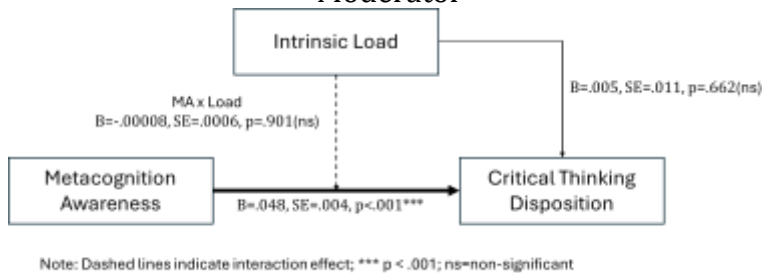 Moderator
Intrinsic Load
B=.005, SE=.011, p=.662(ns)
MA x Load
B=-.00008, SE=.0006, p=.901(ns)
Metacognition
Awareness
B=.048, SE=.004, p<.001***
Critical Thinking
Disposition
Note: Dashed lines indicate interaction effect; *** p < .001; ns=non-significant